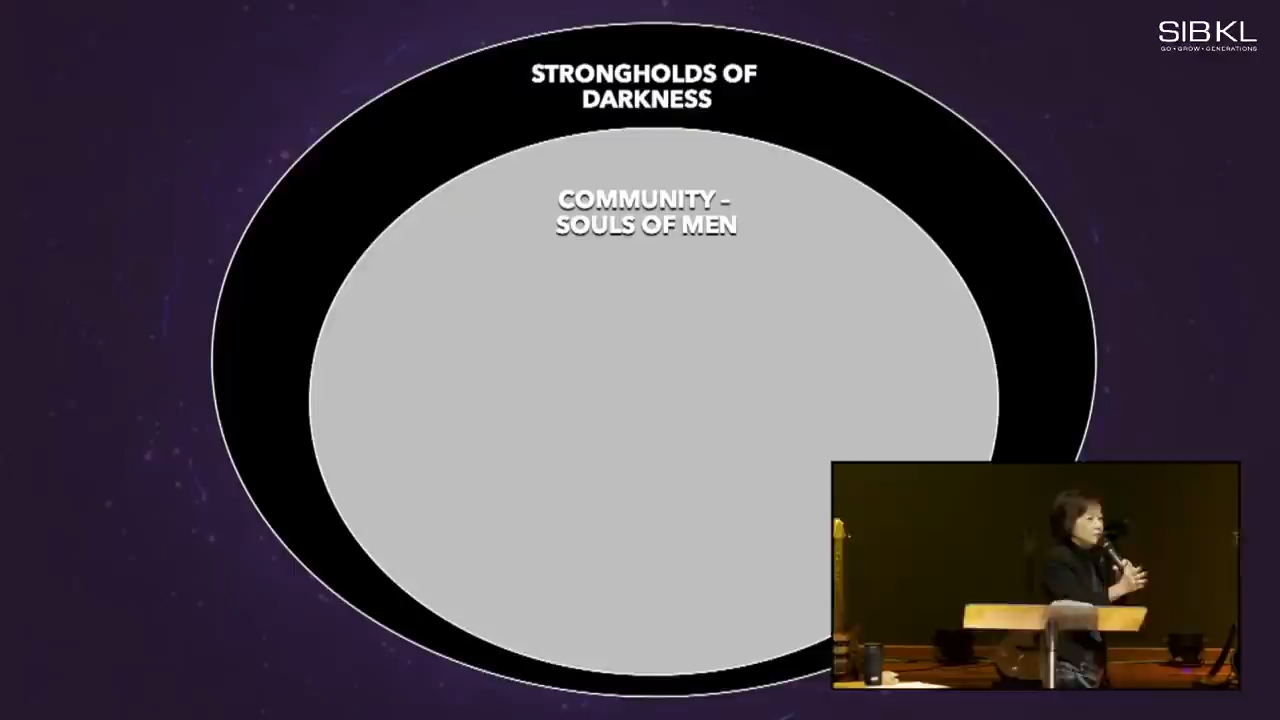 SIBKL
GO • GROW • GENERATIONS
STRONGHOLDS OF
DARKNESS
COMMUNITY –
SOULS OF MEN